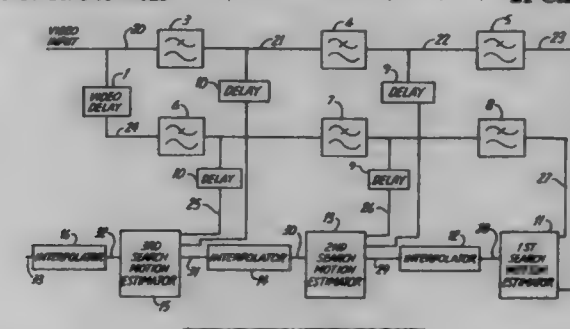 VIDEO
INPUT
20
3
21
4
22
5
23
1
VIDEO
DELAY
10
DELAY
9
DELAY
24
6
7
8
10
DELAY
25
9
DELAY
26
27
16
INTERPOLATOR
18
32
3RD
SEARCH
MOTION
ESTIMATOR
15
31
INTERPOLATOR
14
30
13
2ND
SEARCH
MOTION
ESTIMATOR
29
12
INTERPOLATOR
28
11
1ST
SEARCH
MOTION
ESTIMATOR